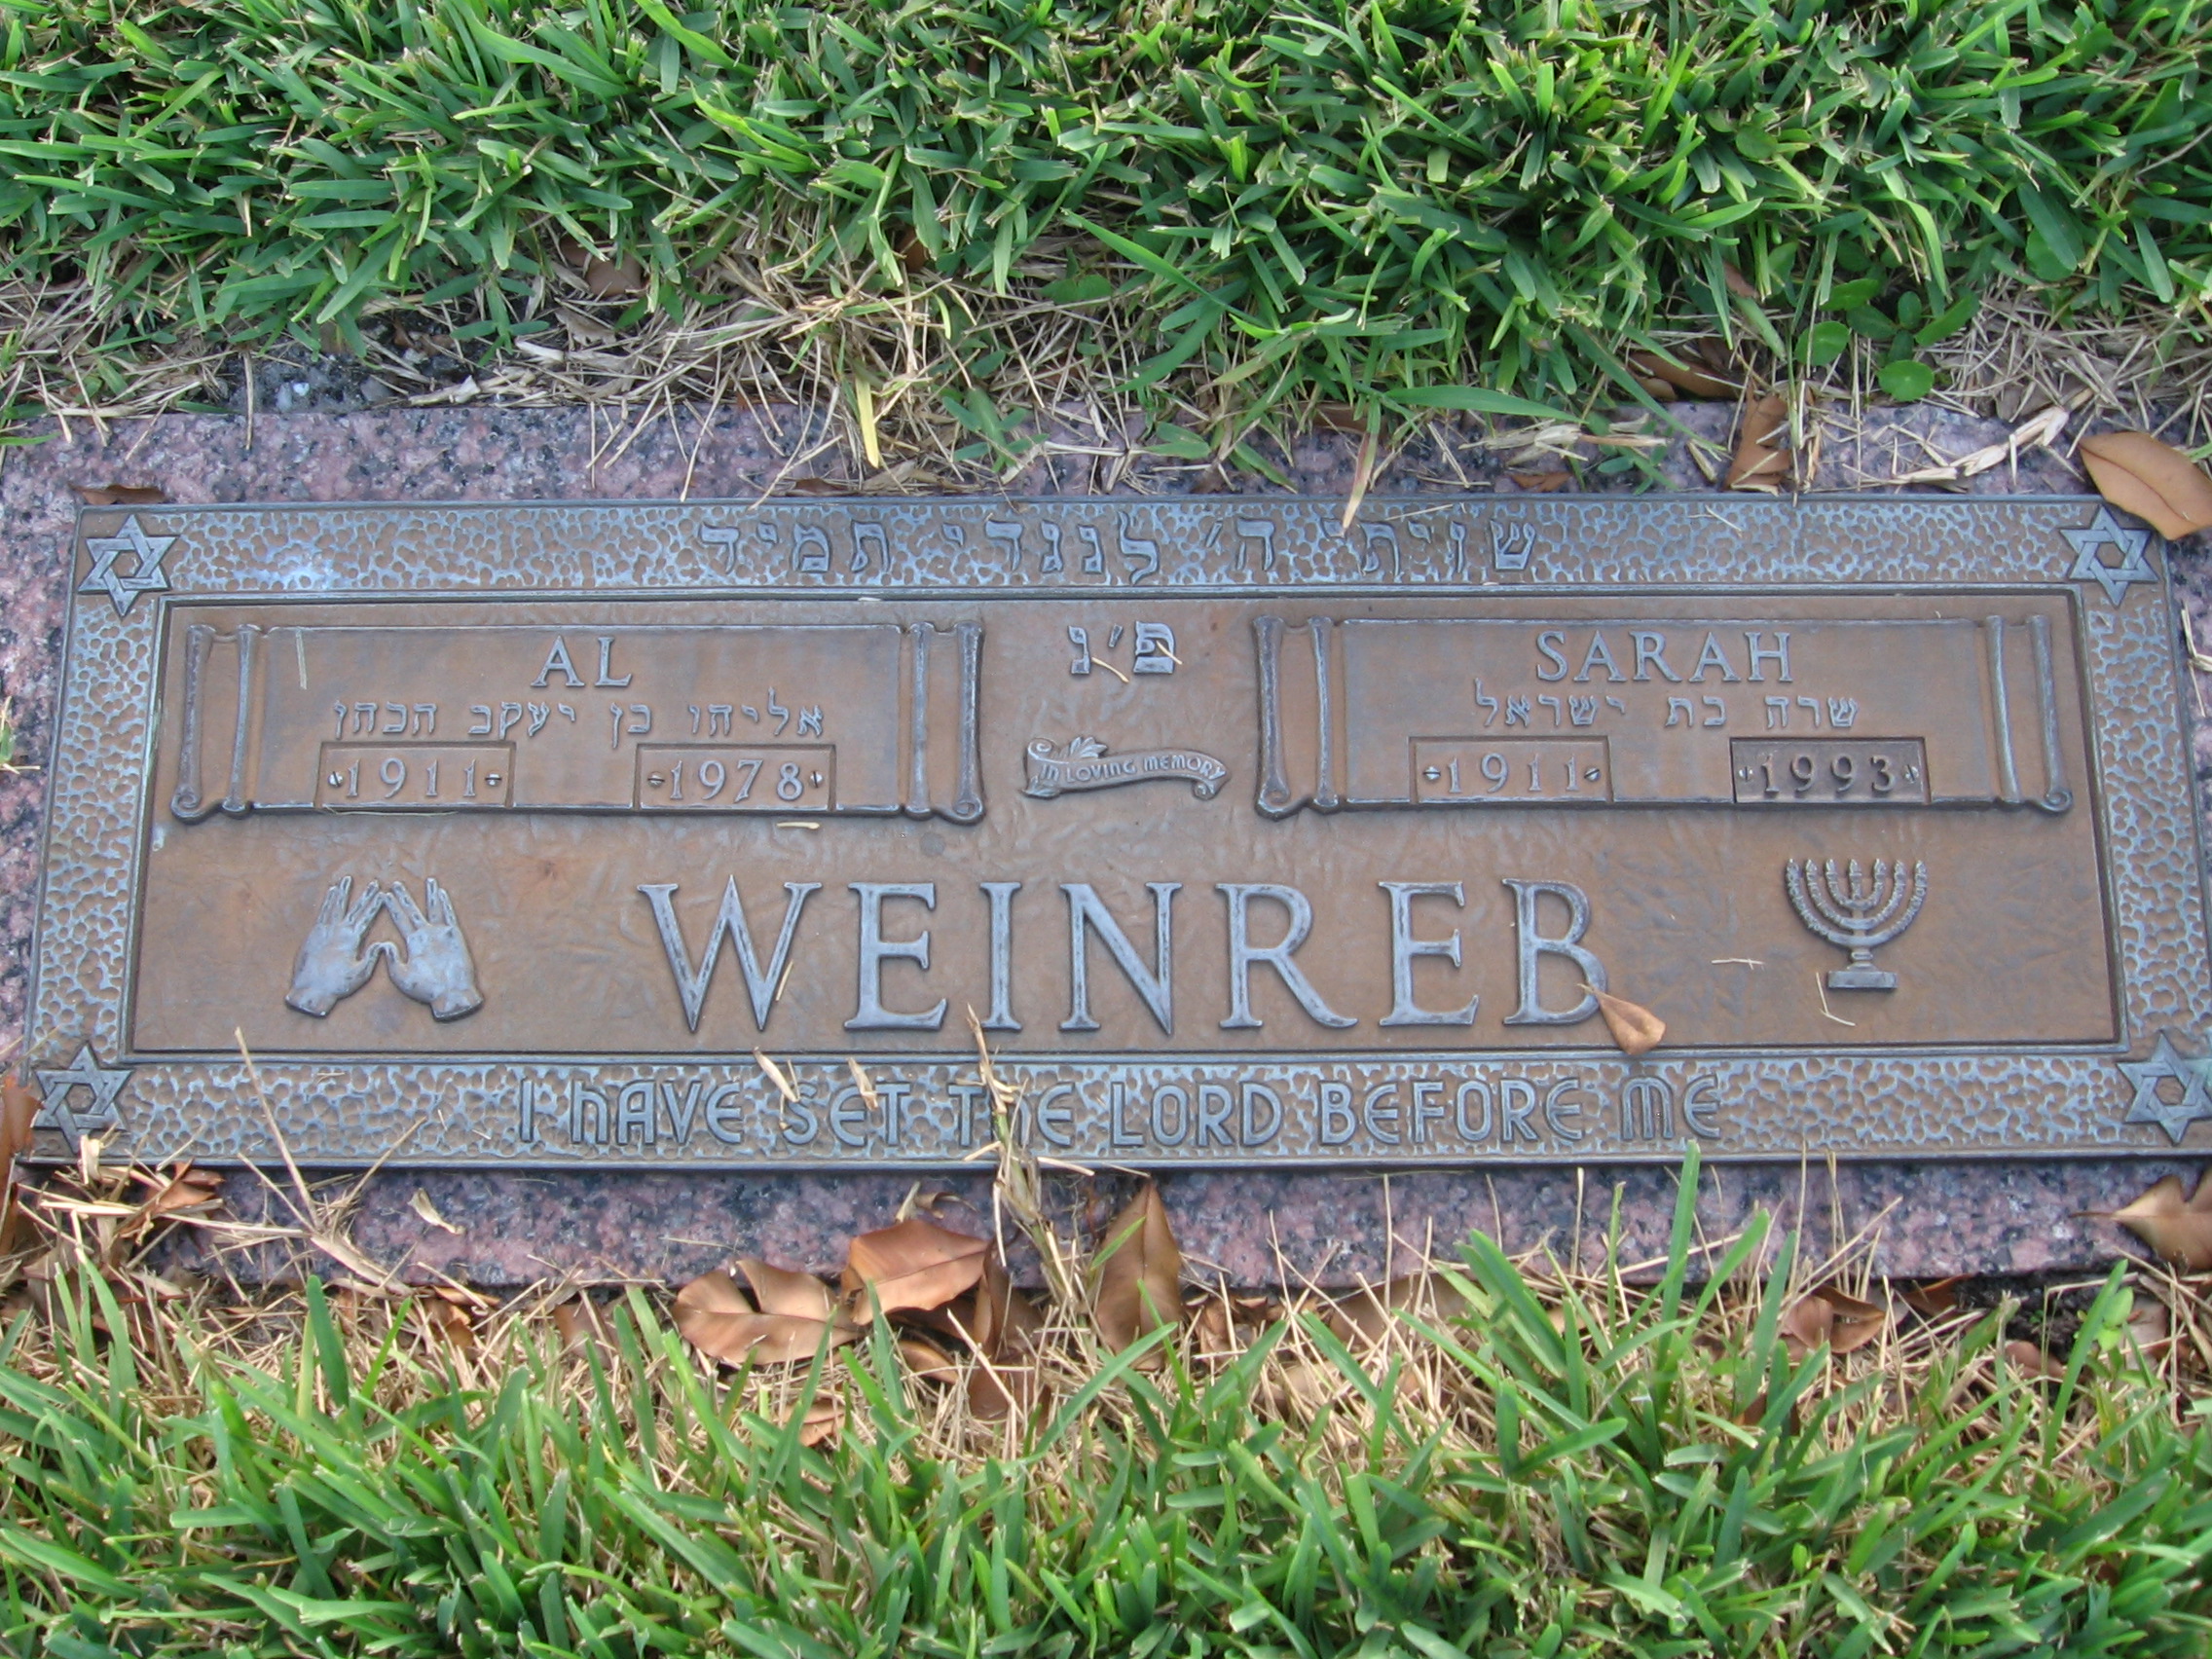 שויתי ה׳ לנגדי תמיד
AL
אליהו בן יעקב הכהן
1911 1978
פ׳נ
IN LOVING MEMORY
SARAH
שרה בת ישראל
1911 1993
WEINREB
I HAVE SET THE LORD BEFORE ME